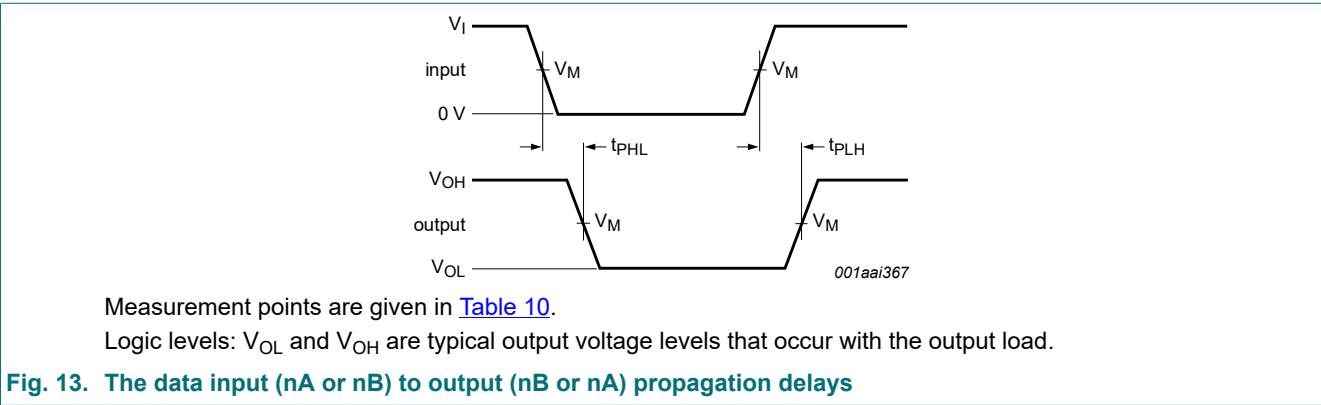 VI
input
VM
VM
0 V
tPHL
tPLH
VOH
output
VM
VM
VOL
001aai367
Measurement points are given in Table 10.
Logic levels: VOL and VOH are typical output voltage levels that occur with the output load.
Fig. 13. The data input (nA or nB) to output (nB or nA) propagation delays